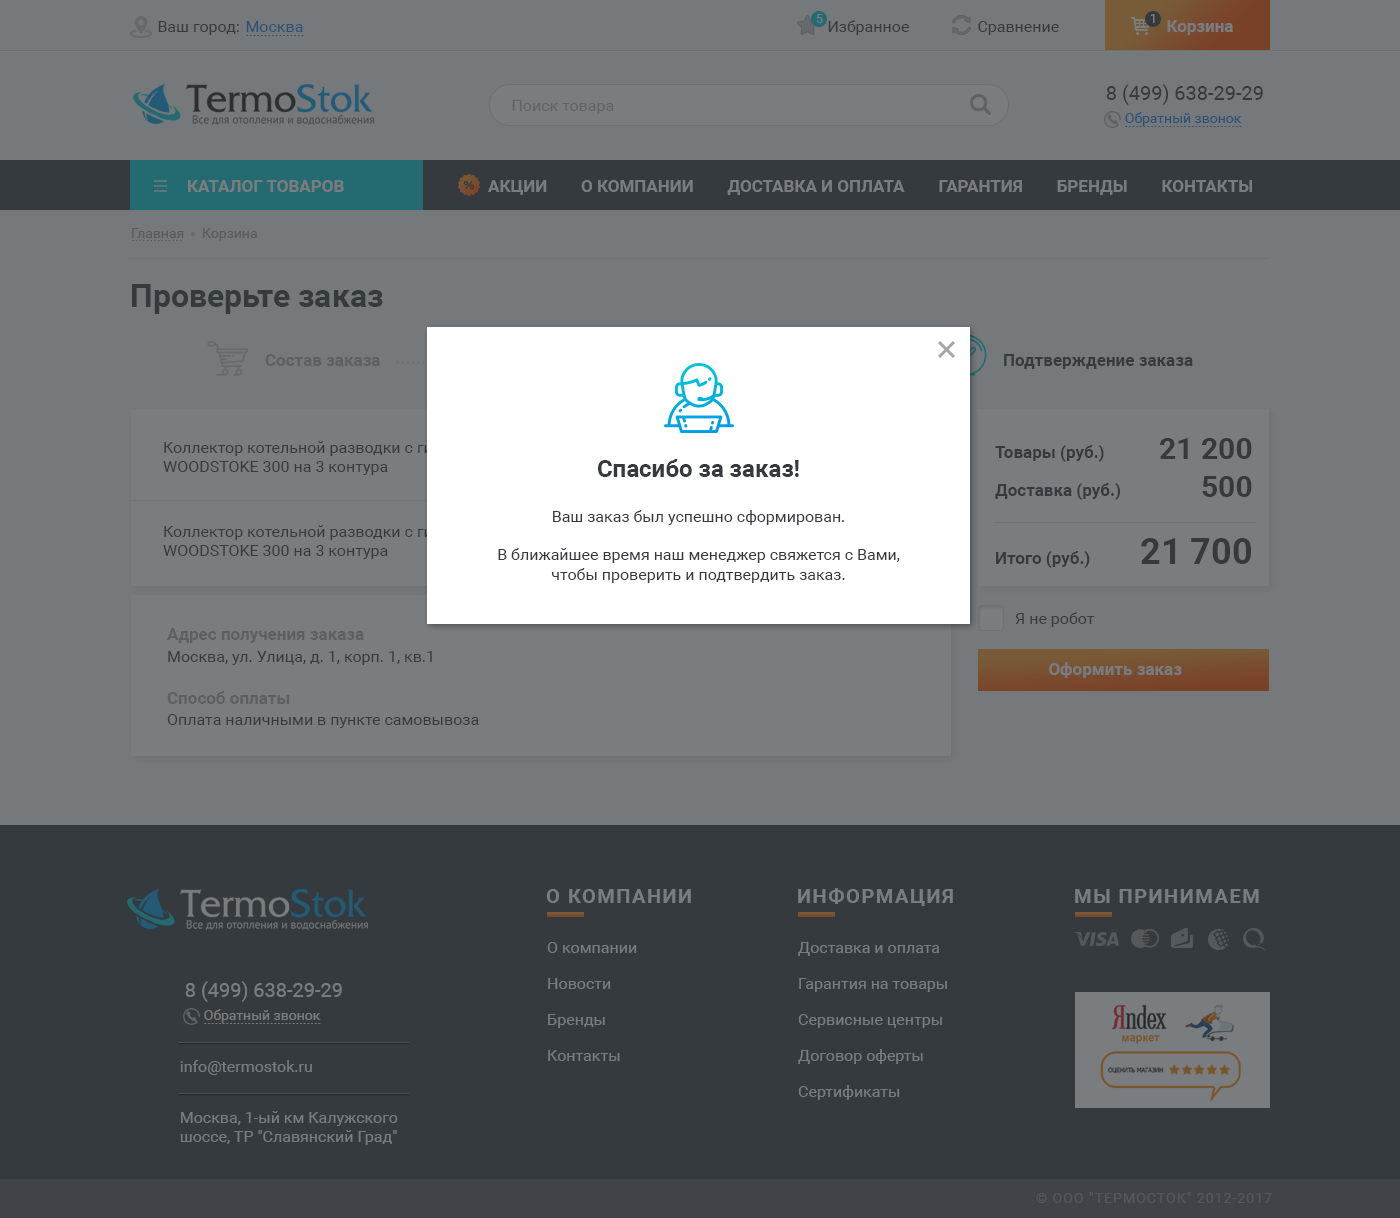 Ваш город: Москва
5
Избранное
Сравнение
1
Корзина
TermoStok
Все для отопления и водоснабжения
Поиск товара
8 (499) 638-29-29
Обратный звонок
КАТАЛОГ ТОВАРОВ
%
АКЦИИ
О КОМПАНИИ
ДОСТАВКА И ОПЛАТА
ГАРАНТИЯ
БРЕНДЫ
КОНТАКТЫ
Главная
Корзина
Проверьте заказ
Состав заказа
Подтверждение заказа
Спасибо за заказ!
Ваш заказ был успешно сформирован.
В ближайшее время наш менеджер свяжется с Вами,
чтобы проверить и подтвердить заказ.
Коллектор котельной разводки с
WOODSTOKE 300 на 3 контура
Коллектор котельной разводки с
WOODSTOKE 300 на 3 контура
Товары (руб.) 21 200
Доставка (руб.) 500
Итого (руб.) 21 700
Я не робот
Оформить заказ
Адрес получения заказа
Москва, ул. Улица, д. 1, корп. 1, кв.1
Способ оплаты
Оплата наличными в пункте самовывоза
TermoStok
Все для отопления и водоснабжения
8 (499) 638-29-29
Обратный звонок
info@termostok.ru
Москва, 1-ый км Калужского
шоссе, ТР "Славянский Град"
О КОМПАНИИ
О компании
Новости
Бренды
Контакты
ИНФОРМАЦИЯ
Доставка и оплата
Гарантия на товары
Сервисные центры
Договор оферты
Сертификаты
МЫ ПРИНИМАЕМ
VISA
Яndex
маркет
ОЦЕНИТЬ МАГАЗИН
© ООО "ТЕРМОСТОК" 2012-2017